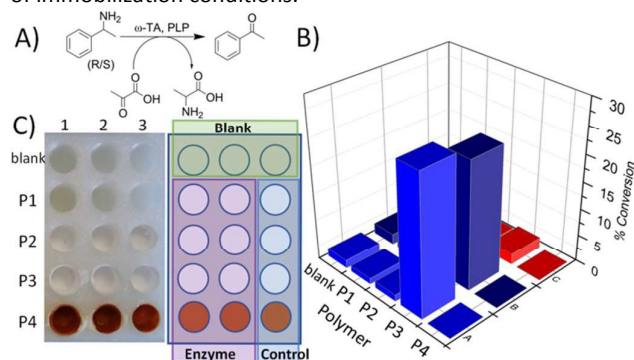 of immobilization conditions.
A)
NH2
ω-TA, PLP
O
(R/S)
O
OH
O
O
OH
NH2
B)
30
25
20
15
10
5
0
% Conversion
blank
P1
P2
P3
P4
Polymer
A
B
C
C)
1 2 3
blank
P1
P2
P3
P4
Blank
Enzyme
Control